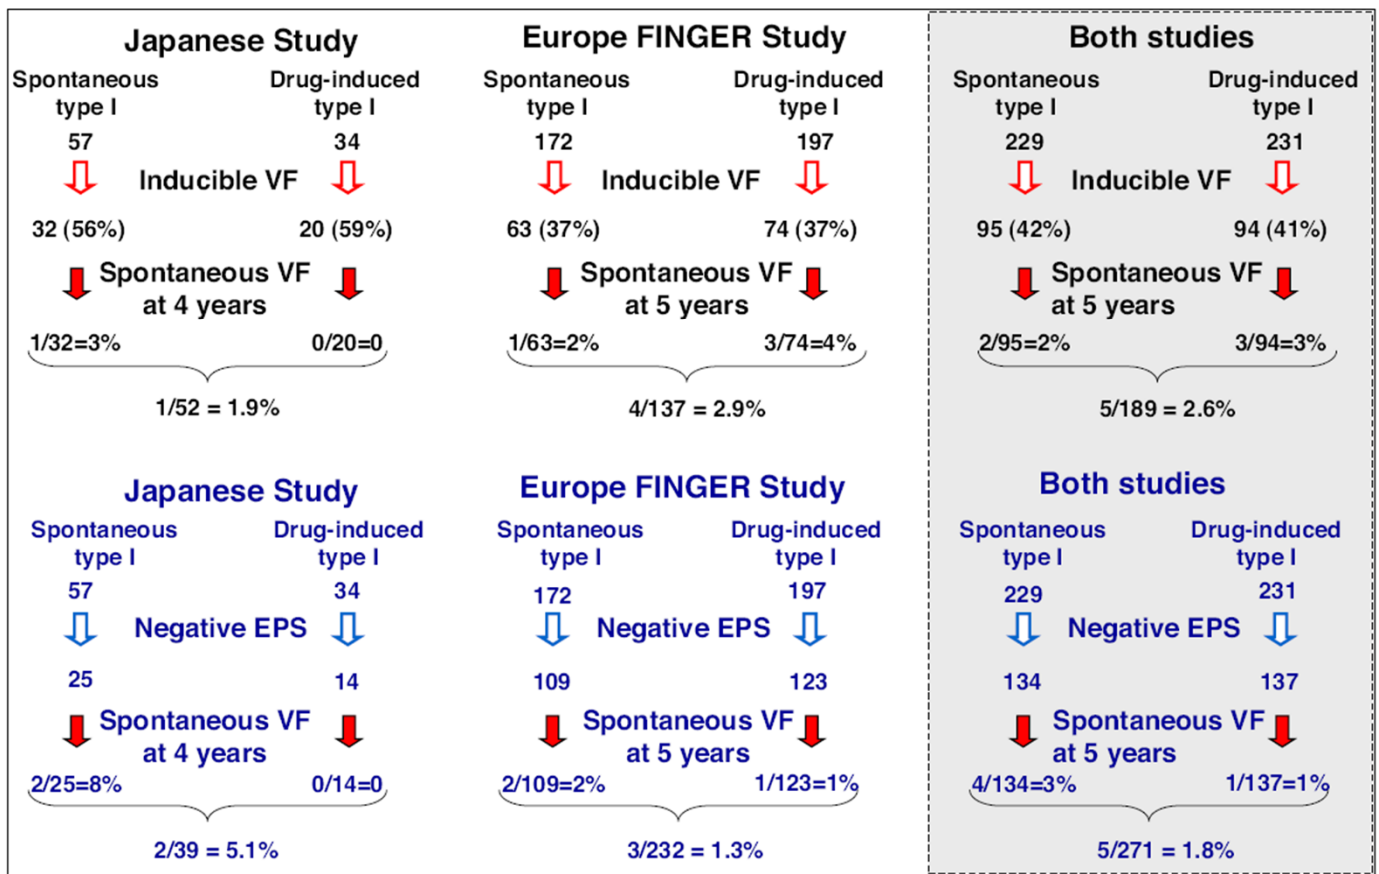 Japanese Study
Europe FINGER Study
Both studies
Spontaneous type I
Drug-induced type I
Spontaneous type I
Drug-induced type I
Spontaneous type I
Drug-induced type I
57
34
172
197
229
231
Inducible VF
Inducible VF
Inducible VF
32 (56%)
20 (59%)
63 (37%)
74 (37%)
95 (42%)
94 (41%)
Spontaneous VF
at 4 years
Spontaneous VF
at 5 years
Spontaneous VF
at 5 years
1/32=3%
0/20=0
1/63=2%
3/74=4%
2/95=2%
3/94=3%
1/52 = 1.9%
4/137 = 2.9%
5/189 = 2.6%
Japanese Study
Europe FINGER Study
Both studies
Spontaneous type I
Drug-induced type I
Spontaneous type I
Drug-induced type I
Spontaneous type I
Drug-induced type I
57
34
172
197
229
231
Negative EPS
Negative EPS
Negative EPS
25
14
109
123
134
137
Spontaneous VF
at 4 years
Spontaneous VF
at 5 years
Spontaneous VF
at 5 years
2/25=8%
0/14=0
2/109=2%
1/123=1%
4/134=3%
1/137=1%
2/39 = 5.1%
3/232 = 1.3%
5/271 = 1.8%